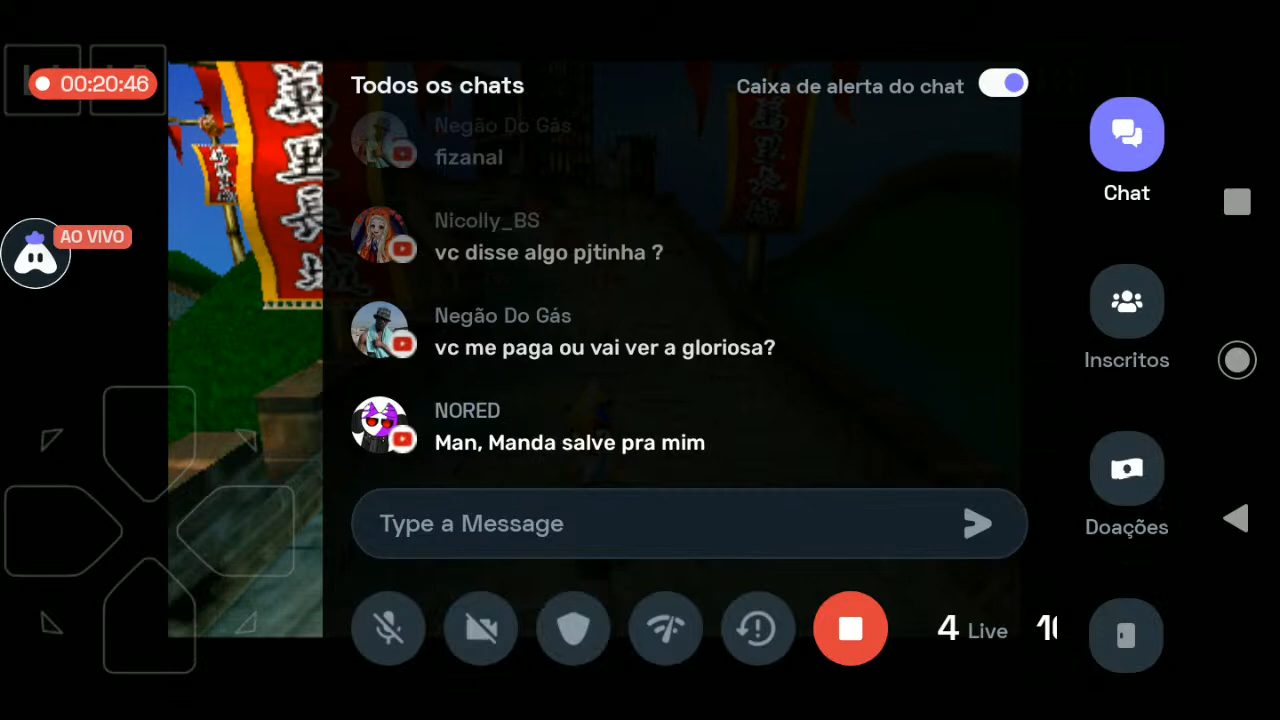 00:20:46
Todos os chats
Caixa de alerta do chat
Negão Do Gás
fizanal
Nicolly_BS
vc disse algo pjtinha ?
AO VIVO
Negão Do Gás
vc me paga ou vai ver a gloriosa?
NORED
Man, Manda salve pra mim
Type a Message
4 Live
Chat
Inscritos
Doações